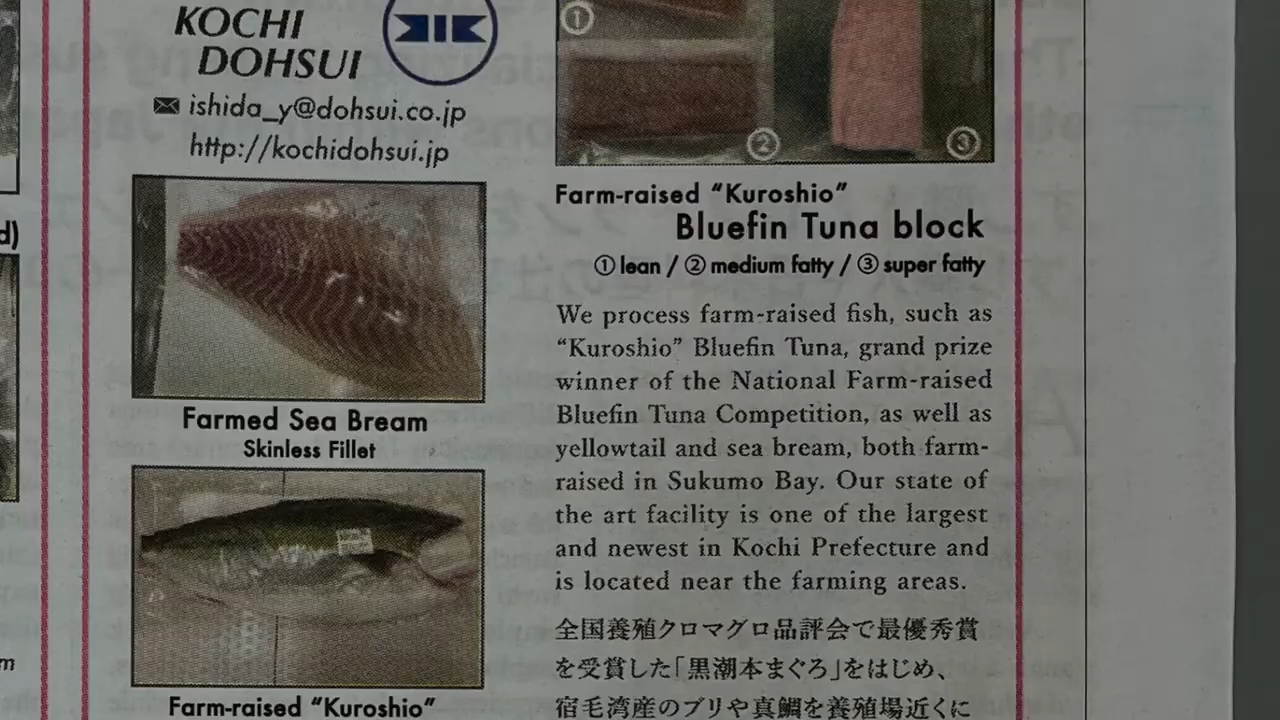 KOCHI
DOHSUI
ishida_y@dohsui.co.jp
http://kochidohsui.jp
d)
Farmed Sea Bream
Skinless Fillet
Farm-raised “Kuroshio”
m
①
②
③
Farm-raised “Kuroshio”
Bluefin Tuna block
① lean / ② medium fatty / ③ super fatty
We process farm-raised fish, such as
“Kuroshio” Bluefin Tuna, grand prize
winner of the National Farm-raised
Bluefin Tuna Competition, as well as
yellowtail and sea bream, both farm-
raised in Sukumo Bay. Our state of
the art facility is one of the largest
and newest in Kochi Prefecture and
is located near the farming areas.
全国養殖クロマグロ品評会で最優秀賞
を受賞した「黒潮本まぐろ」をはじめ、
宿毛湾産のブリや真鯛を養殖場近くに